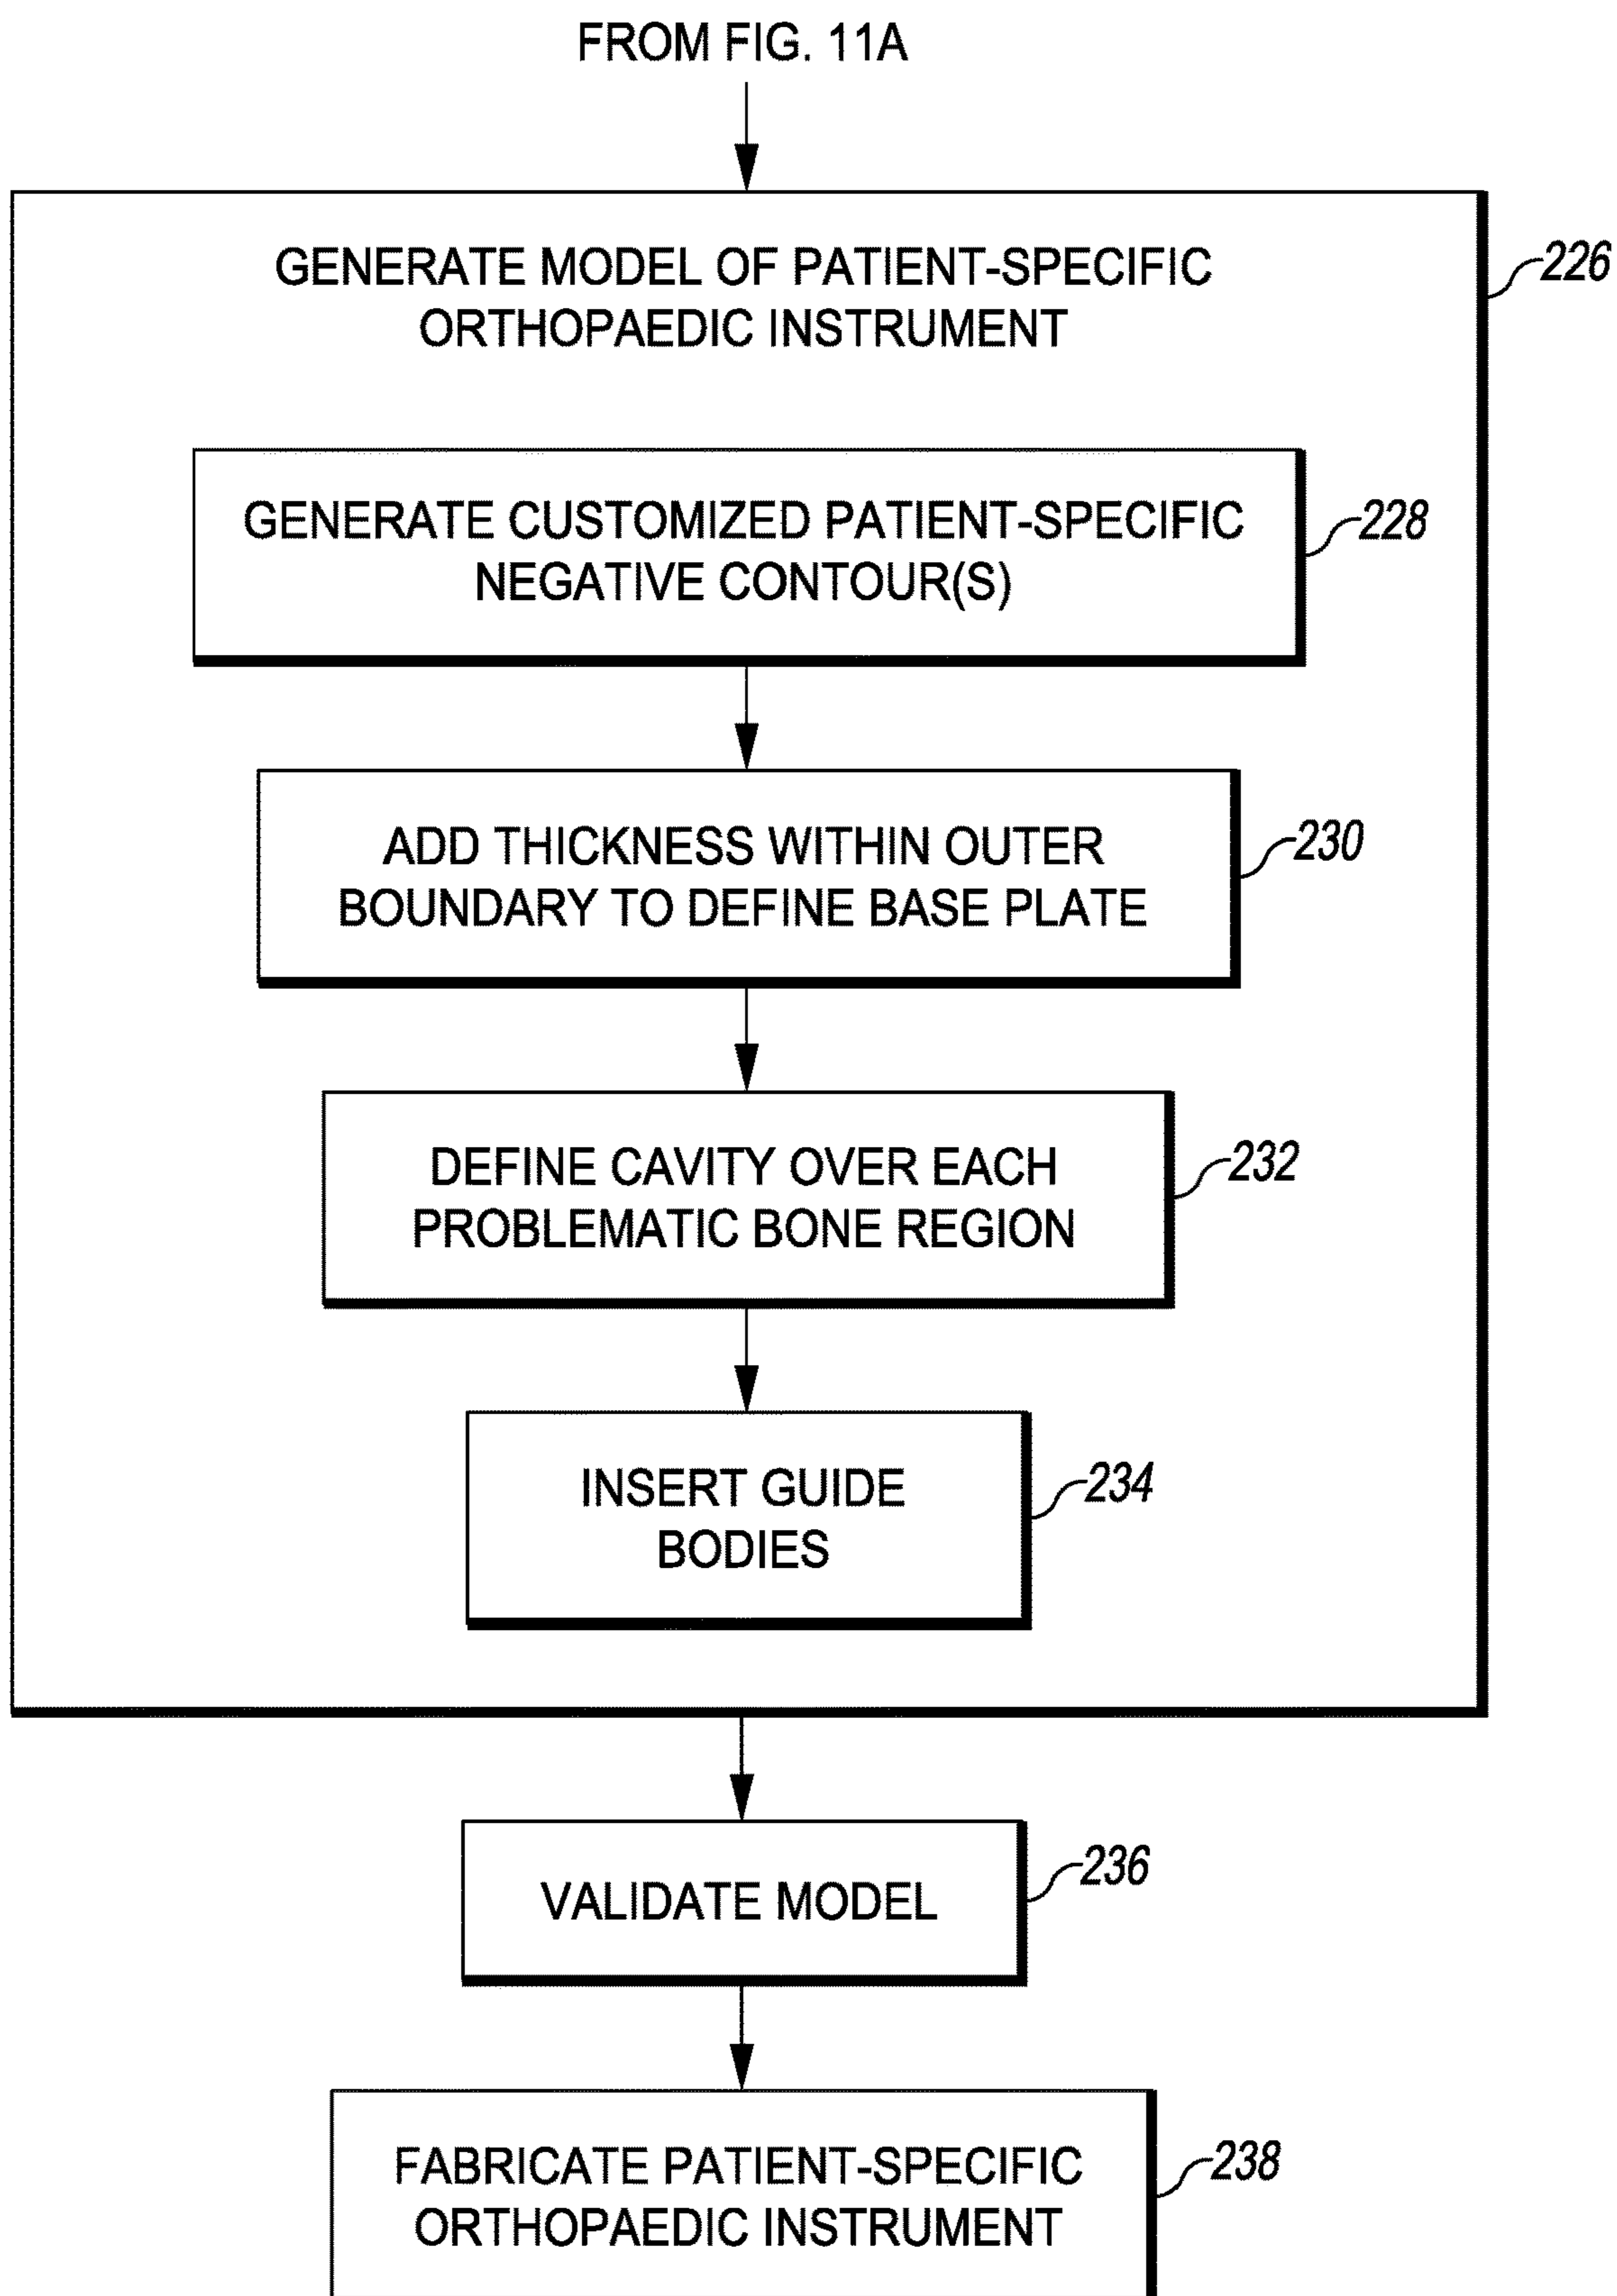 FROM FIG. 11A
GENERATE MODEL OF PATIENT-SPECIFIC
ORTHOPAEDIC INSTRUMENT
226
GENERATE CUSTOMIZED PATIENT-SPECIFIC
NEGATIVE CONTOUR(S)
228
ADD THICKNESS WITHIN OUTER
BOUNDARY TO DEFINE BASE PLATE
230
DEFINE CAVITY OVER EACH
PROBLEMATIC BONE REGION
232
INSERT GUIDE
BODIES
234
VALIDATE MODEL
236
FABRICATE PATIENT-SPECIFIC
ORTHOPAEDIC INSTRUMENT
238